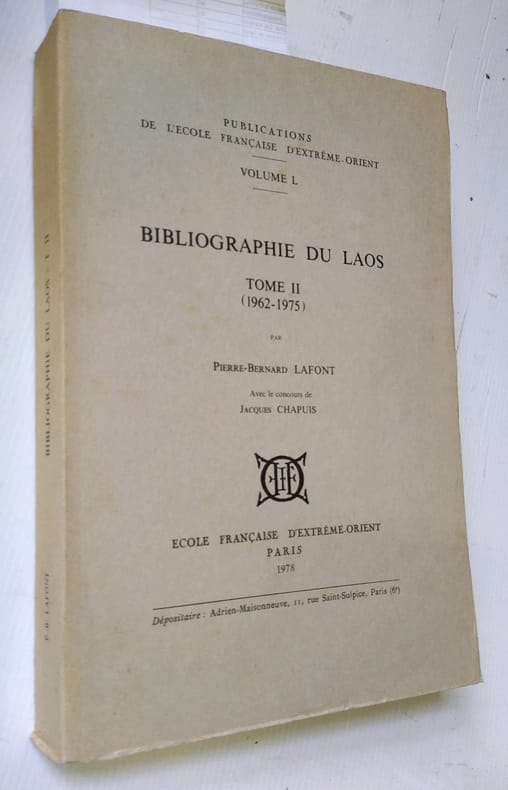 PUBLICATIONS
DE L'ECOLE FRANÇAISE D'EXTRÊME-ORIENT
VOLUME L
BIBLIOGRAPHIE DU LAOS
TOME II
(1962-1975)
PAR
PIERRE-BERNARD LAFONT
Avec le concours de
JACQUES CHAPUIS
ECOLE FRANÇAISE D'EXTRÊME-ORIENT
PARIS
1978
Dépositaire : Adrien-Maisonneuve, 11, rue Saint-Sulpice, Paris (6e)
P.-B. LAFONT
BIBLIOGRAPHIE DU LAOS - T. II